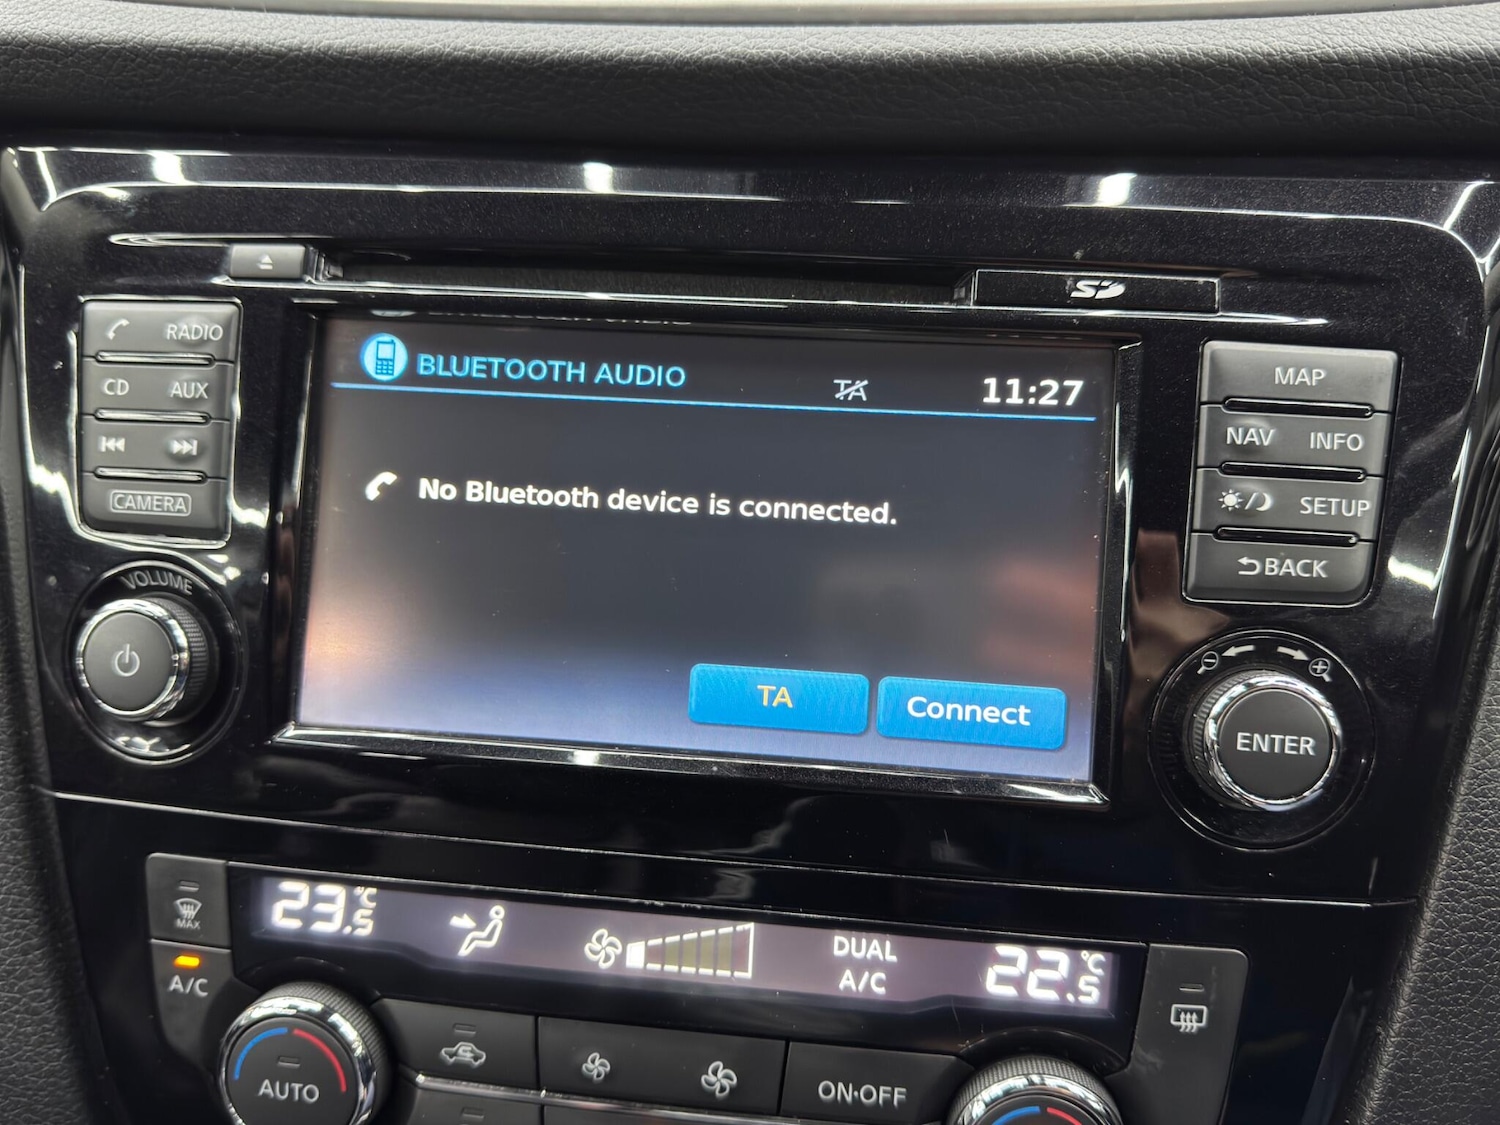 SD
RADIO
CD AUX
CAMERA
VOLUME
BLUETOOTH AUDIO
TA
11:27
No Bluetooth device is connected.
TA
Connect
MAP
NAV INFO
SETUP
BACK
ENTER
MAX
A/C
23.5°C
DUAL
A/C
22.5°C
AUTO
ON·OFF